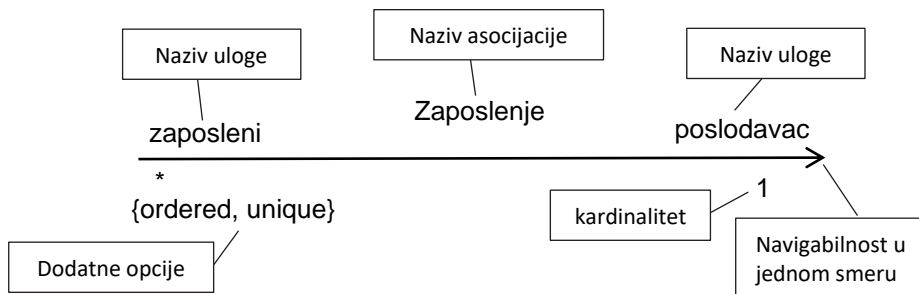 Naziv uloge
Naziv asocijacije
Naziv uloge
zaposleni
Zaposlenje
poslodavac
*
1
{ordered, unique}
kardinalitet
Dodatne opcije
Navigabilnost u
jednom smeru